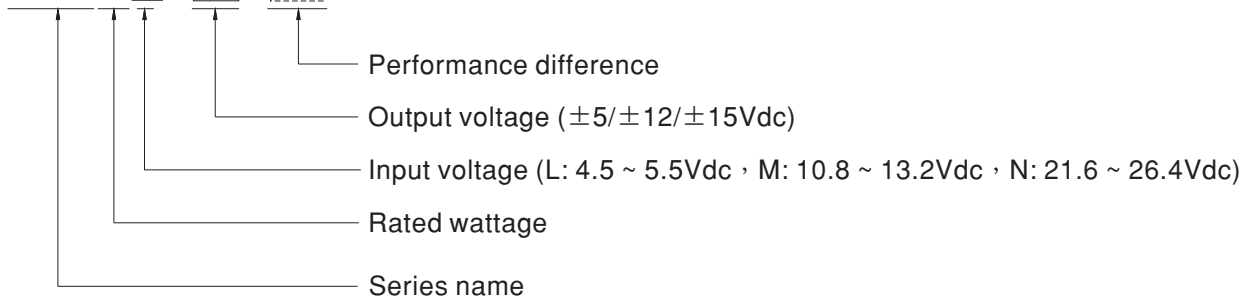 Performance difference
Output voltage (±5/±12/±15Vdc)
Input voltage (L: 4.5 ~ 5.5Vdc，M: 10.8 ~ 13.2Vdc，N: 21.6 ~ 26.4Vdc)
Rated wattage
Series name